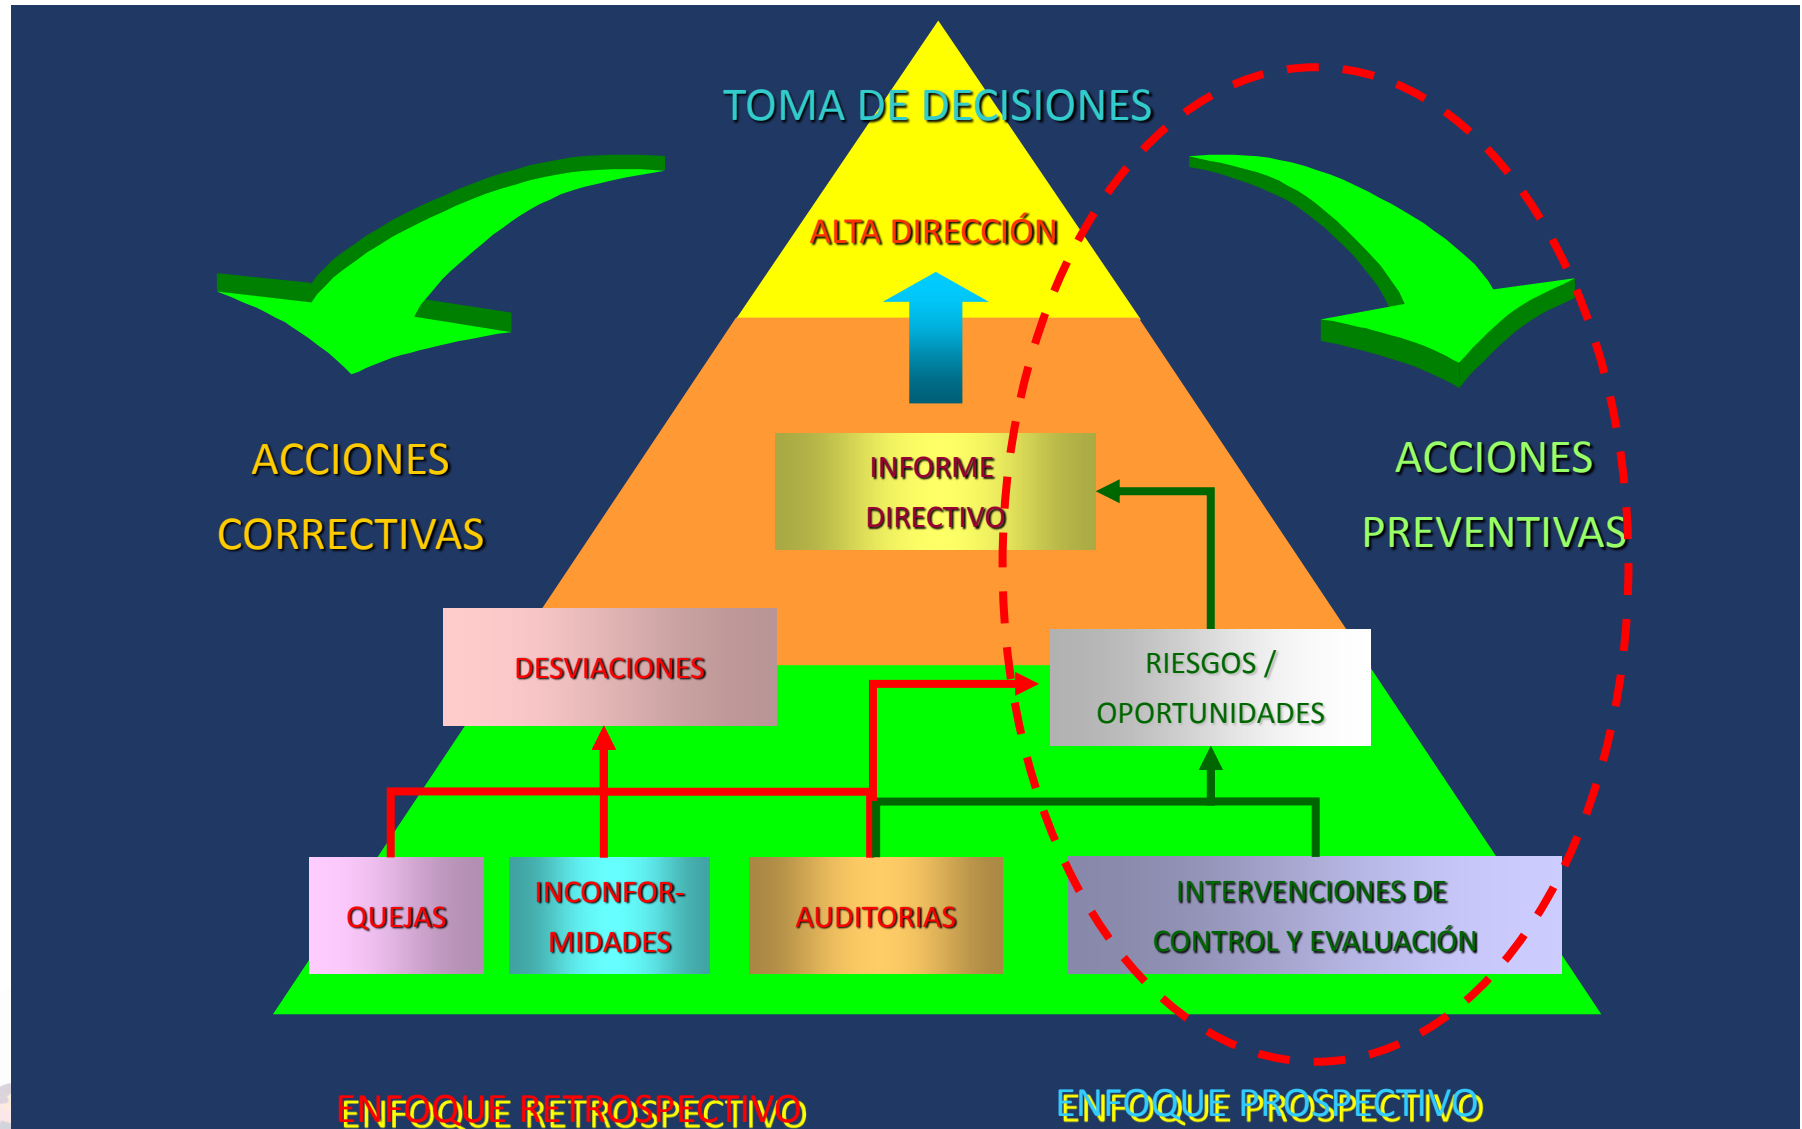 TOMA DE DECISIONES
ALTA DIRECCIÓN
ACCIONES
CORRECTIVAS
INFORME
DIRECTIVO
ACCIONES
PREVENTIVAS
DESVIACIONES
RIESGOS /
OPORTUNIDADES
QUEJAS
INCONFOR-
MIDADES
AUDITORIAS
INTERVENCIONES DE
CONTROL Y EVALUACIÓN
ENFOQUE RETROSPECTIVO
ENFOQUE PROSPECTIVO